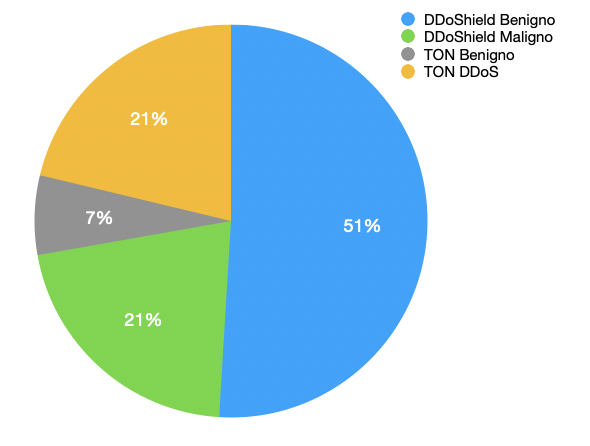 DDoShield Benigno
DDoShield Maligno
TON Benigno
TON DDoS
21%
7%
51%
21%